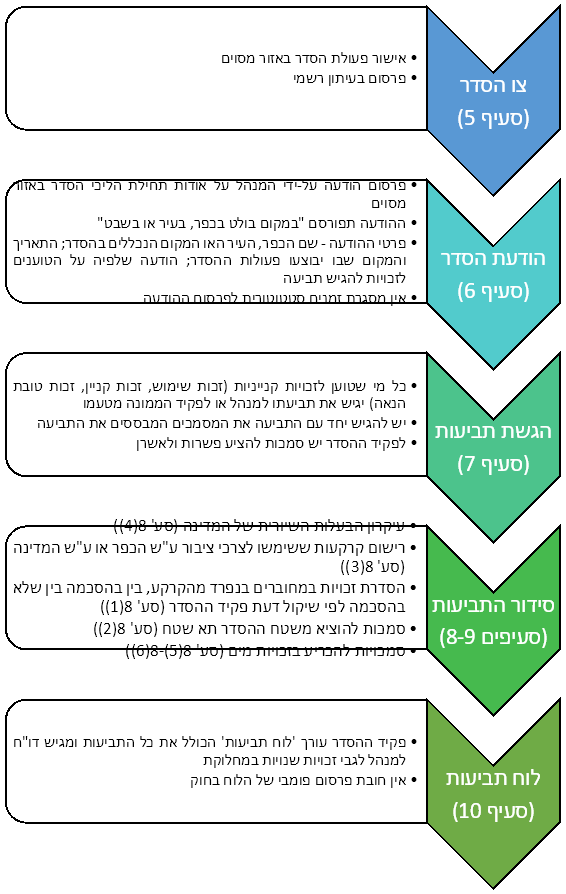 צו הסדר
(סעיף 5)
• אישור פעולת הסדר באזור מסוים
• פרסום בעיתון רשמי
הודעת הסדר
(סעיף 6)
• פרסום הודעה על-ידי המנהל על אודות תחילת הליכי הסדר באזור
מסוים
• ההודעה תפורסם "במקום בולט בכפר, בעיר או בשבט"
• פרטי ההודעה - שם הכפר, העיר האו המקום הנכללים בהסדר; התאריך
והמקום שבו יבוצעו פעולות ההסדר; הודעה שלפיה על הטוענים
לזכויות להגיש תביעה
• אין מסגרת זמנים סטטוטורית לפרסום ההודעה
הגשת תביעות
(סעיף 7)
• כל מי שטוען לזכויות קנייניות (זכות שימוש, זכות קניין, זכות טובת
הנאה) יגיש את תביעתו למנהל או לפקיד הממונה מטעמו
• יש להגיש יחד עם התביעה את המסמכים המבססים את התביעה
• לפקיד ההסדר יש סמכות להציע פשרות ולאשרן
סידור התביעות
(סעיפים 8-9)
• עיקרון הבעלות השיורית של המדינה (סע' 8(4))
• רישום קרקעות ששימשו לצרכי ציבור ע"ש הכפר או ע"ש המדינה
(סע' 8(3))
• הסדרת זכויות במחוברים בנפרד מהקרקע, בין בהסכמה בין שלא
בהסכמה לפי שיקול דעת פקיד ההסדר (סע' 8(1))
• סמכות להוציא משטח ההסדר תא שטח (סע' 8(2))
• סמכויות להכריע בזכויות מים (סע' 8(5)-8(6))
לוח תביעות
(סעיף 10)
• פקיד ההסדר עורך 'לוח תביעות' הכולל את כל התביעות ומגיש דו"ח
למנהל לגבי זכויות שנויות במחלוקת
• אין חובת פרסום פומבי של הלוח בחוק